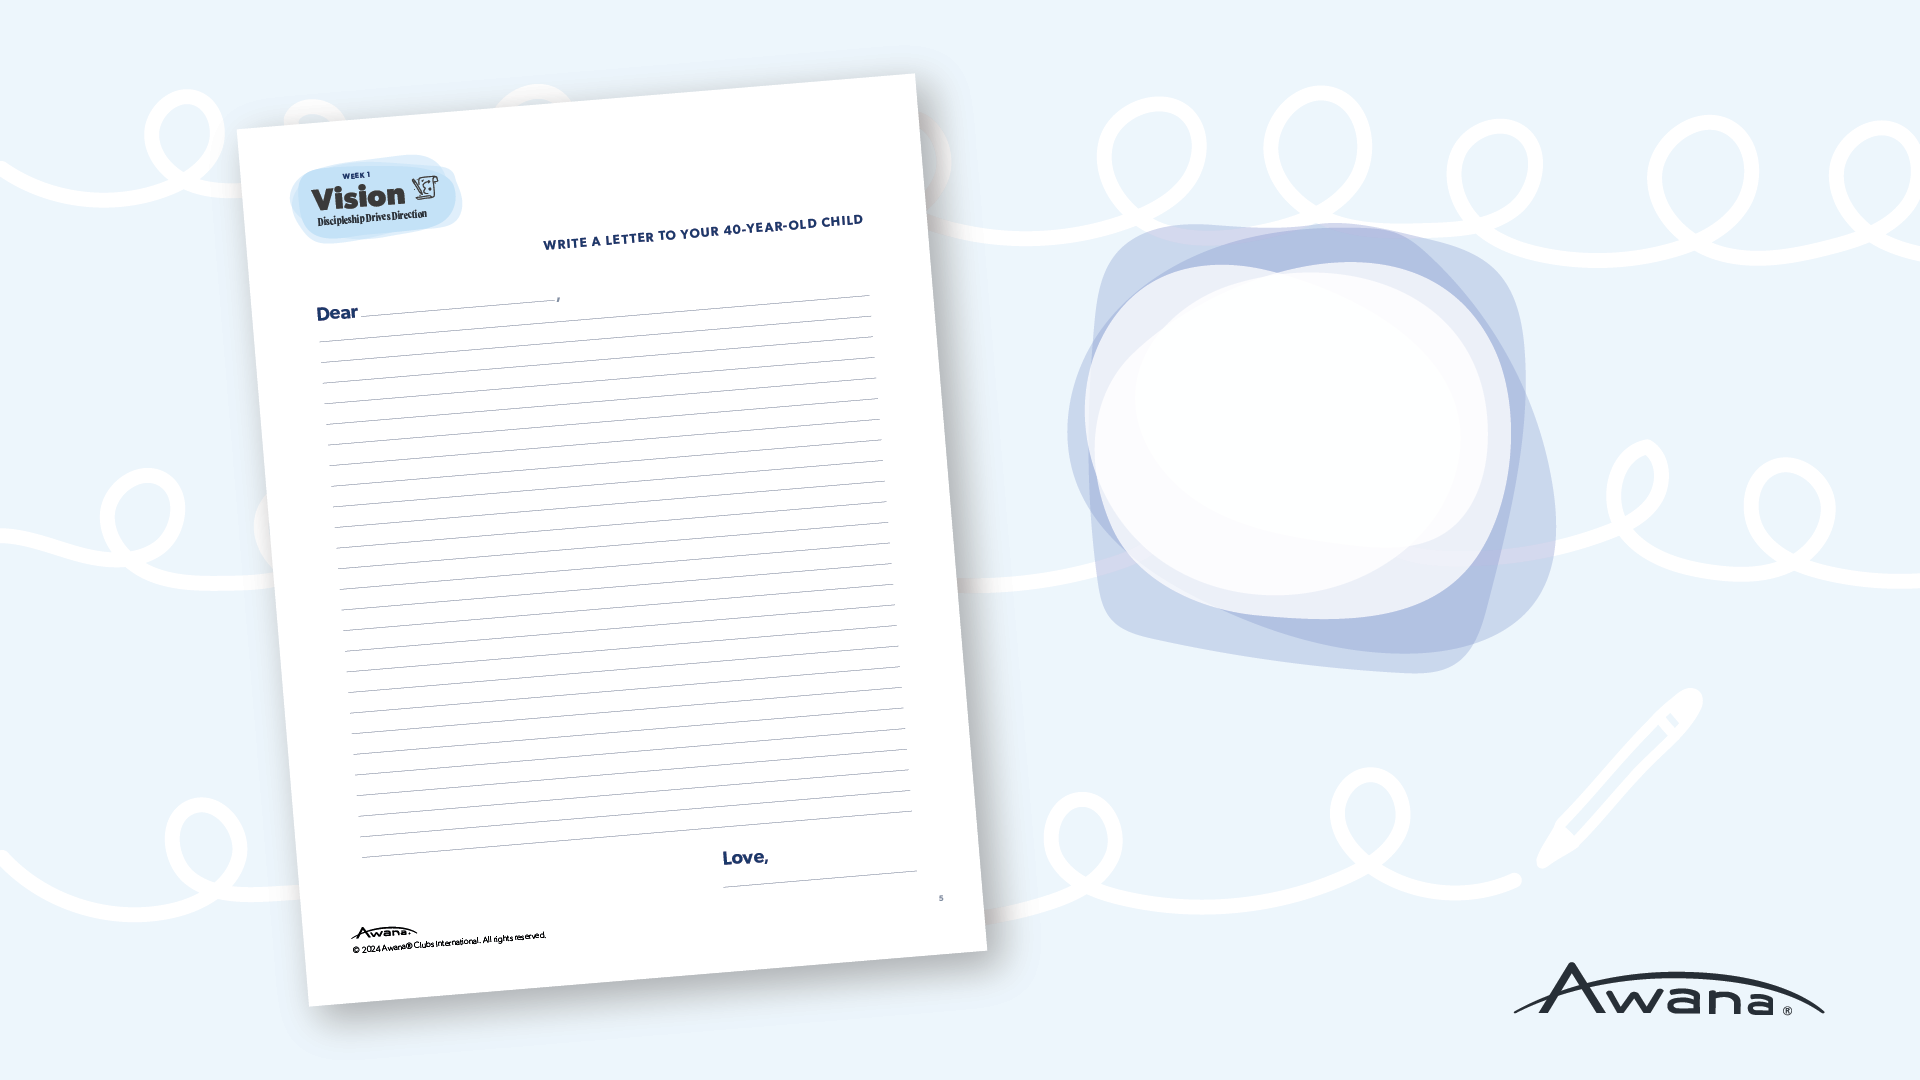 WEEK 1
Vision
Discipleship Drives Direction
WRITE A LETTER TO YOUR 40-YEAR-OLD CHILD
Dear ,
Love,
5
Awana®
© 2024 Awana® Clubs International. All rights reserved.
Awana®